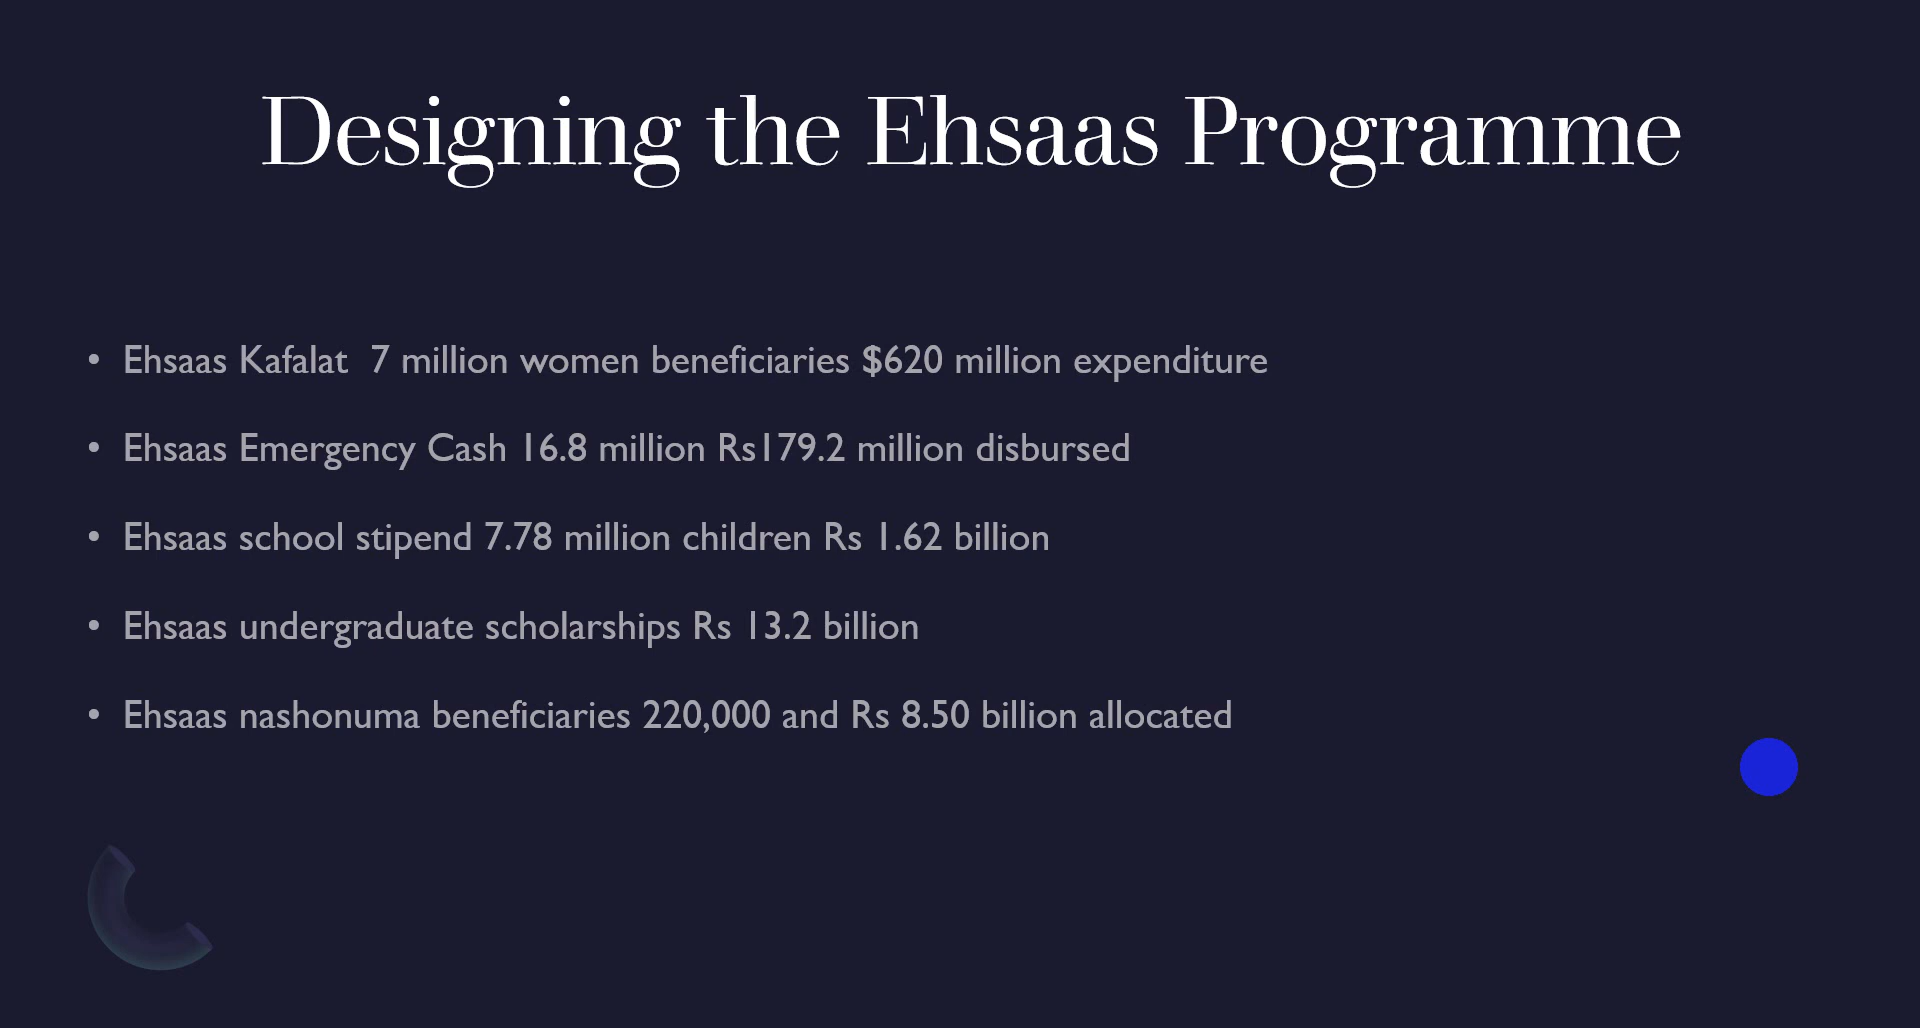 Designing the Ehsaas Programme
• Ehsaas Kafalat  7 million women beneficiaries $620 million expenditure
• Ehsaas Emergency Cash 16.8 million Rs179.2 million disbursed
• Ehsaas school stipend 7.78 million children Rs 1.62 billion
• Ehsaas undergraduate scholarships Rs 13.2 billion
• Ehsaas nashonuma beneficiaries 220,000 and Rs 8.50 billion allocated